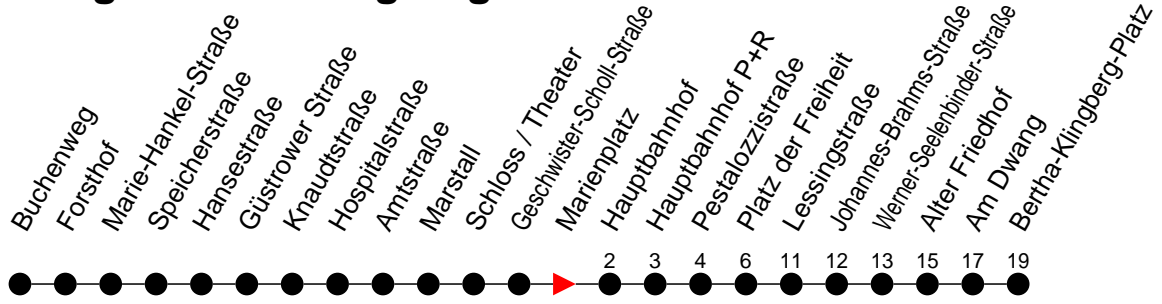 Buchenweg
Forsthof
Marie-Hankel-Straße
Speicherstraße
Hansestraße
Güstrower Straße
Knaudtstraße
Hospitalstraße
Amtstraße
Marstall
Schloss / Theater
Geschwister-Scholl-Straße
Marienplatz
Hauptbahnhof
Hauptbahnhof P+R
Pestalozzistraße
Platz der Freiheit
Lessingstraße
Johannes-Brahms-Straße
Werner-Seelenbinder-Straße
Alter Friedhof
Am Dwang
Bertha-Klingberg-Platz
2 3 4 6 11 12 13 15 17 19